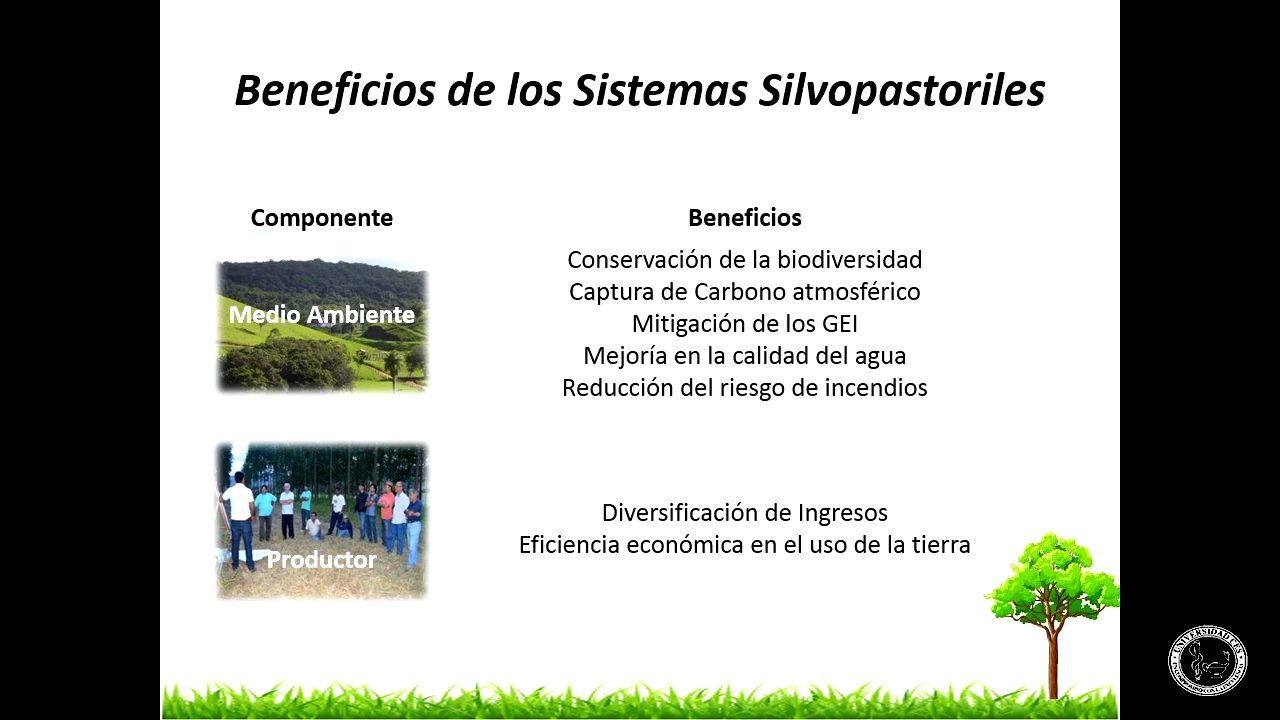 Beneficios de los Sistemas Silvopastoriles
Componente
Beneficios
Medio Ambiente
Conservación de la biodiversidad
Captura de Carbono atmosférico
Mitigación de los GEI
Mejoría en la calidad del agua
Reducción del riesgo de incendios
Productor
Diversificación de Ingresos
Eficiencia económica en el uso de la tierra